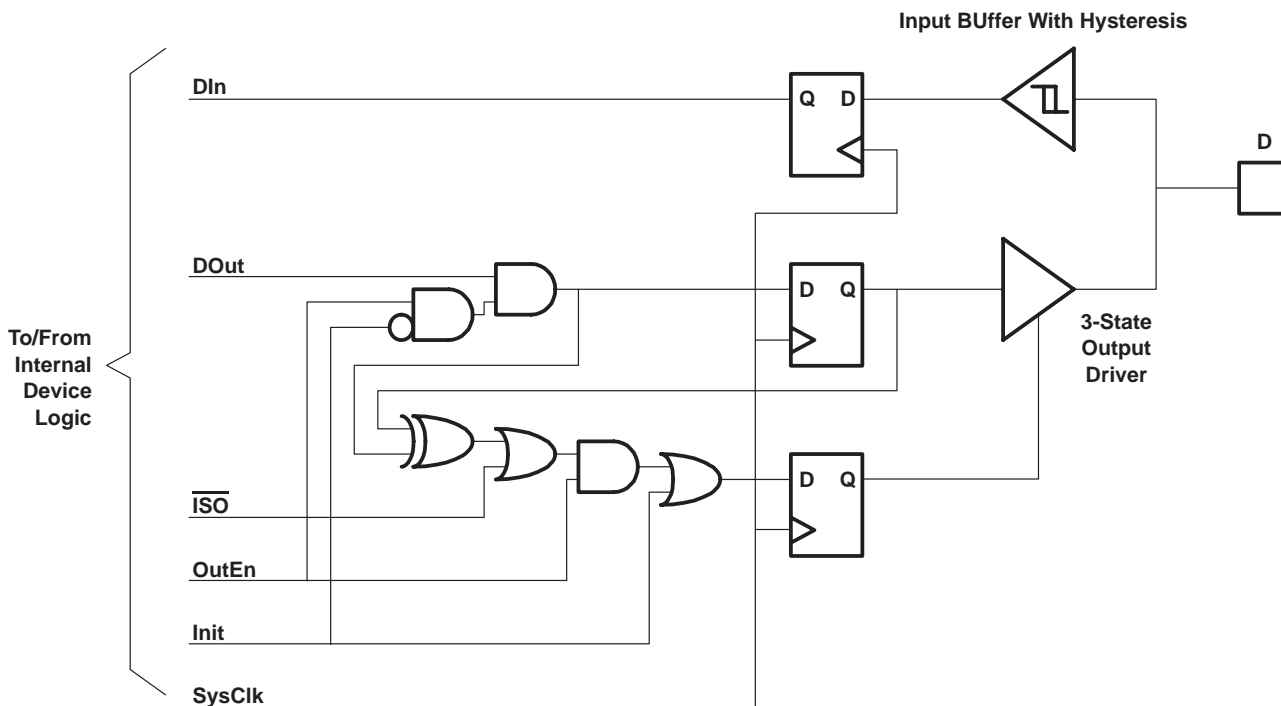 Input BUffer With Hysteresis
DIn
Q D
D
DOut
D Q
3-State
Output
Driver
To/From
Internal
Device
Logic
D Q
ISO
OutEn
Init
SysClk